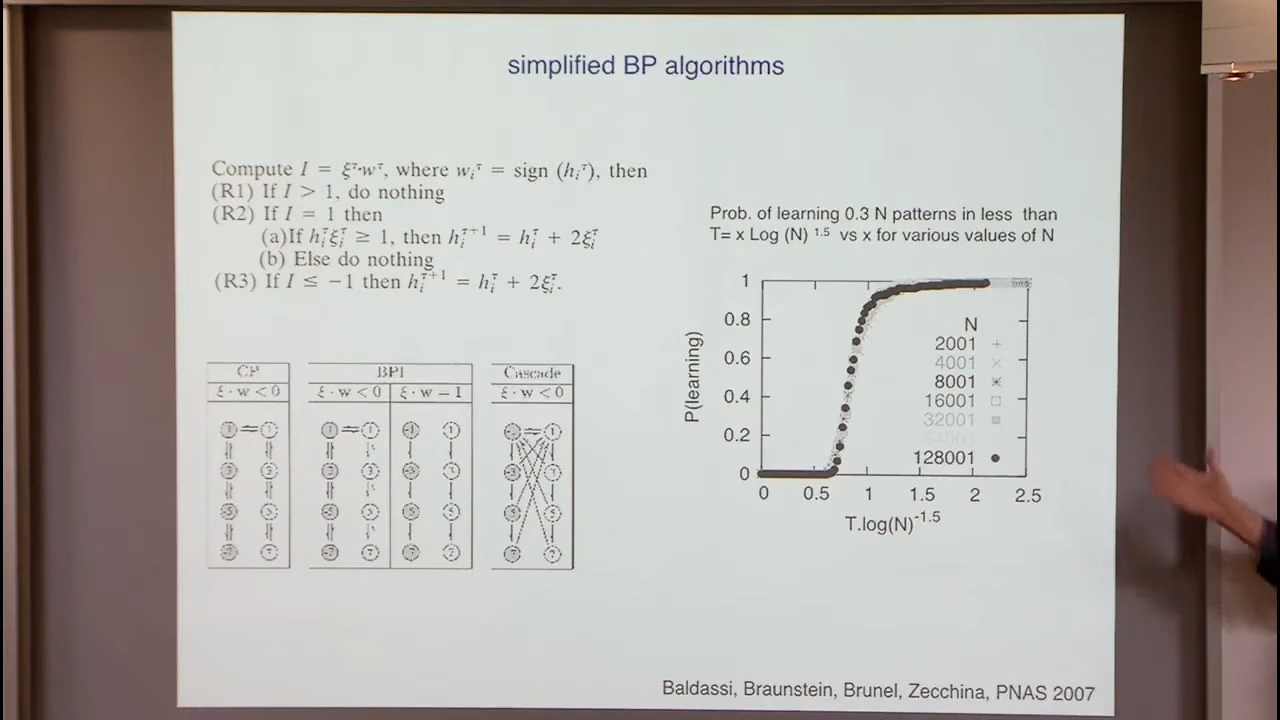 simplified BP algorithms
Compute I = ξ^τ·w^τ, where w_i^τ = sign (h_i^τ), then
(R1) If I > 1, do nothing
(R2) If I = 1 then
(a)If h_i^τ ξ_i^τ ≥ 1, then h_i^{τ+1} = h_i^τ + 2ξ_i^τ
(b) Else do nothing
(R3) If I ≤ −1 then h_i^{τ+1} = h_i^τ + 2ξ_i^τ.
CP
BPI
Cascade
ξ · w < 0
ξ · w < 0
ξ · w = 1
ξ · w < 0
Prob. of learning 0.3 N patterns in less than
T= x Log (N) ^1.5 vs x for various values of N
P(learning)
1
0.8
0.6
0.4
0.2
0
0 0.5 1 1.5 2 2.5
T.log(N)^-1.5
N
2001
4001
8001
16001
32001
128001
Baldassi, Braunstein, Brunel, Zecchina, PNAS 2007